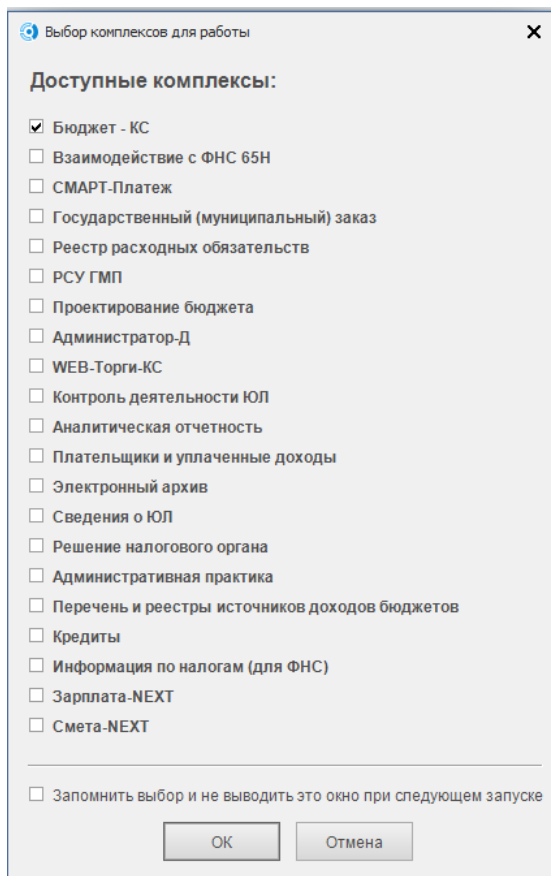 Выбор комплексов для работы
Доступные комплексы:
Бюджет - КС
Взаимодействие с ФНС 65Н
СМАРТ-Платеж
Государственный (муниципальный) заказ
Реестр расходных обязательств
РСУ ГМП
Проектирование бюджета
Администратор-Д
WEB-Торги-КС
Контроль деятельности ЮЛ
Аналитическая отчетность
Плательщики и уплаченные доходы
Электронный архив
Сведения о ЮЛ
Решение налогового органа
Административная практика
Перечень и реестры источников доходов бюджетов
Кредиты
Информация по налогам (для ФНС)
Зарплата-NEXT
Смета-NEXT
Запомнить выбор и не выводить это окно при следующем запуске
ОК Отмена